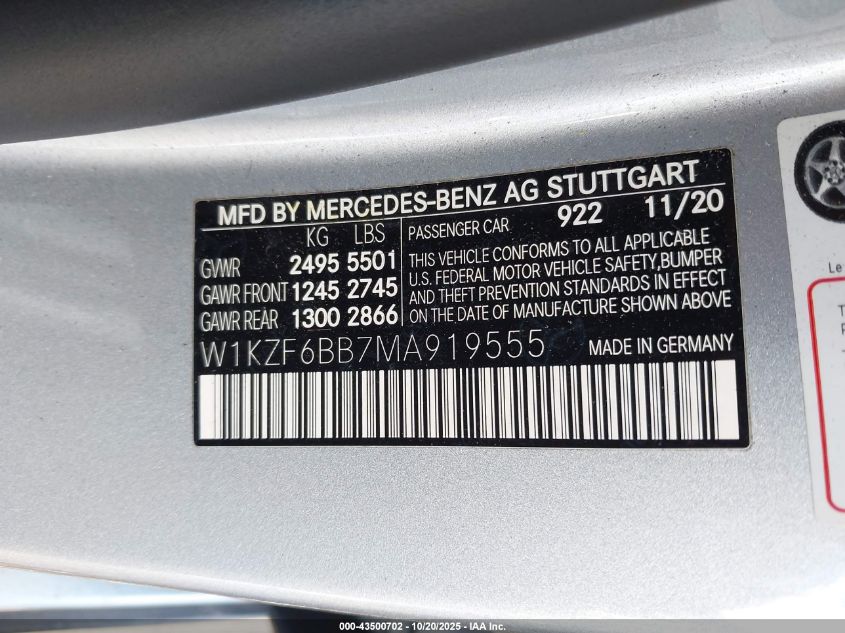 MFD BY MERCEDES-BENZ AG STUTTGART
KG LBS
GVWR 2495 5501
GAWR FRONT 1245 2745
GAWR REAR 1300 2866
PASSENGER CAR 922 11/20
THIS VEHICLE CONFORMS TO ALL APPLICABLE
U.S. FEDERAL MOTOR VEHICLE SAFETY,BUMPER
AND THEFT PREVENTION STANDARDS IN EFFECT
ON THE DATE OF MANUFACTURE SHOWN ABOVE
W1KZF6BB7MA919555 MADE IN GERMANY
Le
000-43500702 - 10/20/2025 - IAA Inc.